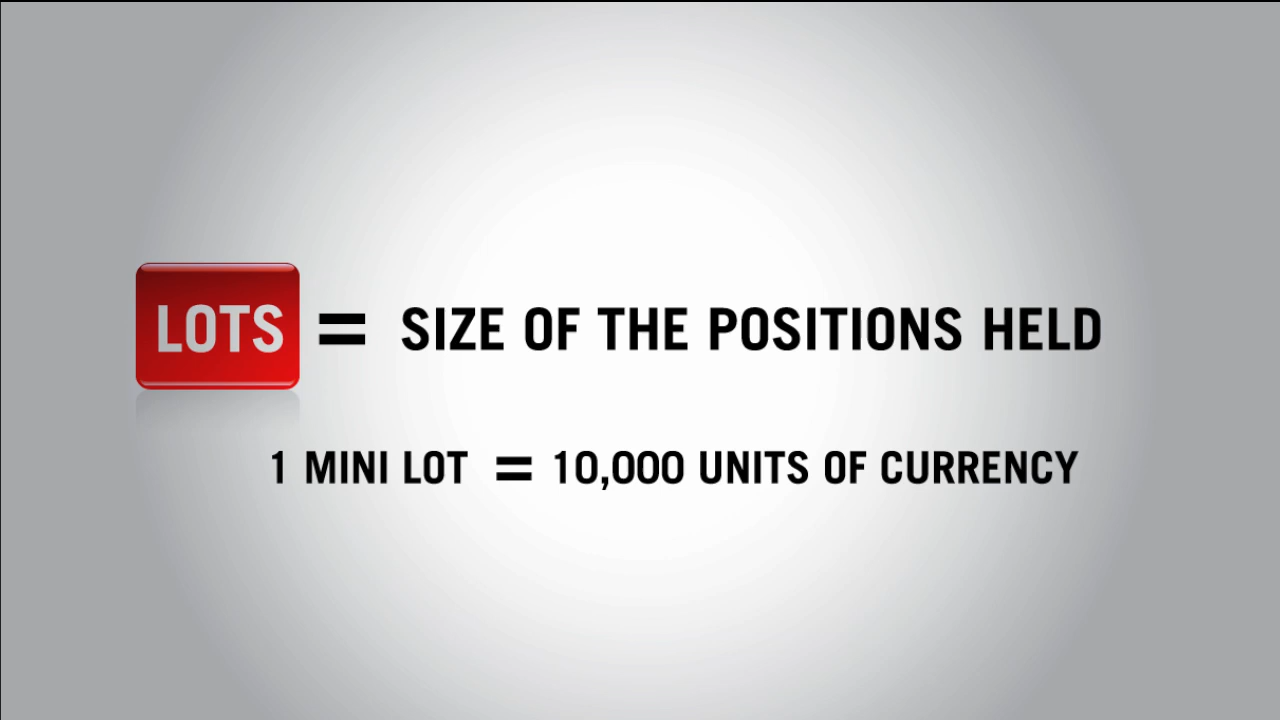 LOTS = SIZE OF THE POSITIONS HELD
1 MINI LOT = 10,000 UNITS OF CURRENCY